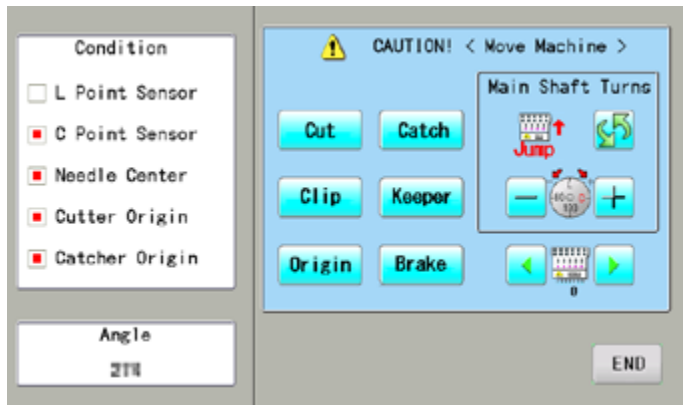 Condition
L Point Sensor
C Point Sensor
Needle Center
Cutter Origin
Catcher Origin
Angle
CAUTION! < Move Machine >
Main Shaft Turns
Cut
Catch
Jump
Clip
Keeper
Origin
Brake
0
END